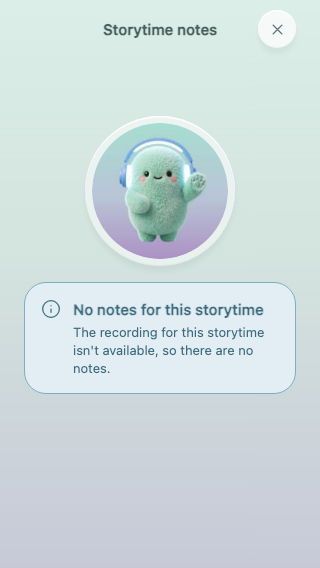 Storytime notes
No notes for this storytime
The recording for this storytime
isn't available, so there are no
notes.